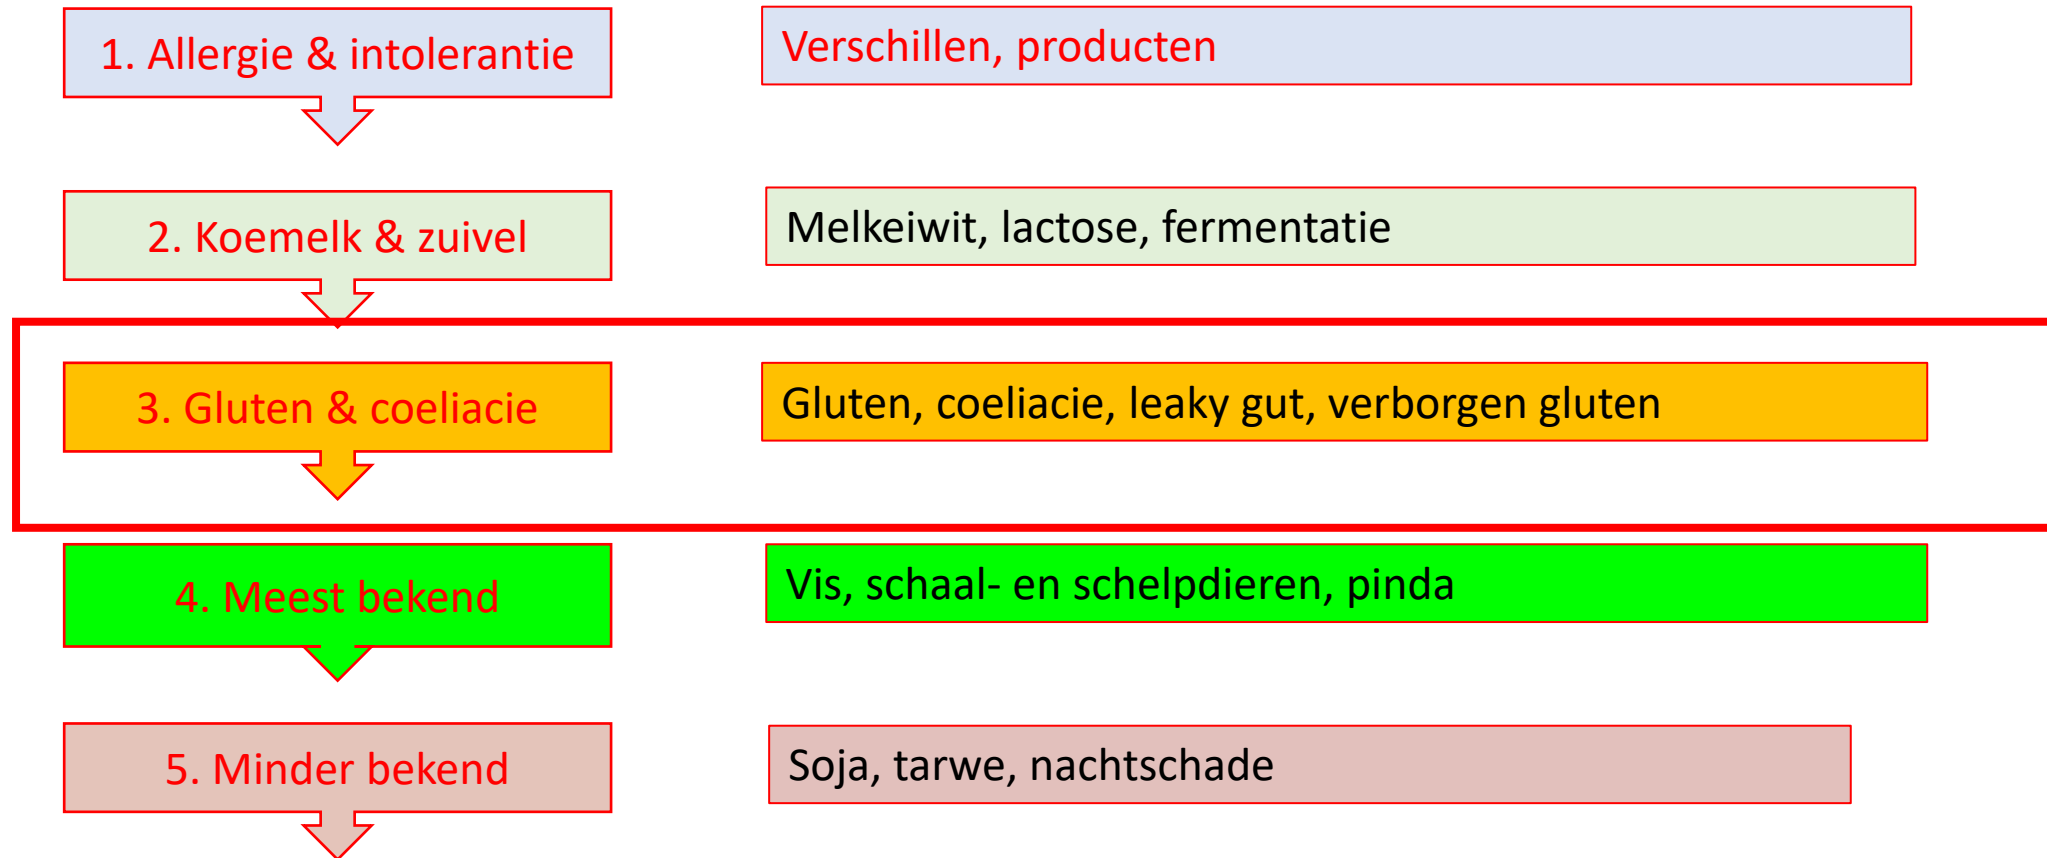 1. Allergie & intolerantie
Verschillen, producten
2. Koemelk & zuivel
Melkeiwit, lactose, fermentatie
3. Gluten & coeliacie
Gluten, coeliacie, leaky gut, verborgen gluten
4. Meest bekend
Vis, schaal- en schelpdieren, pinda
5. Minder bekend
Soja, tarwe, nachtschade